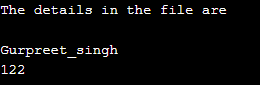 The details in the file are
Gurpreet_singh
122